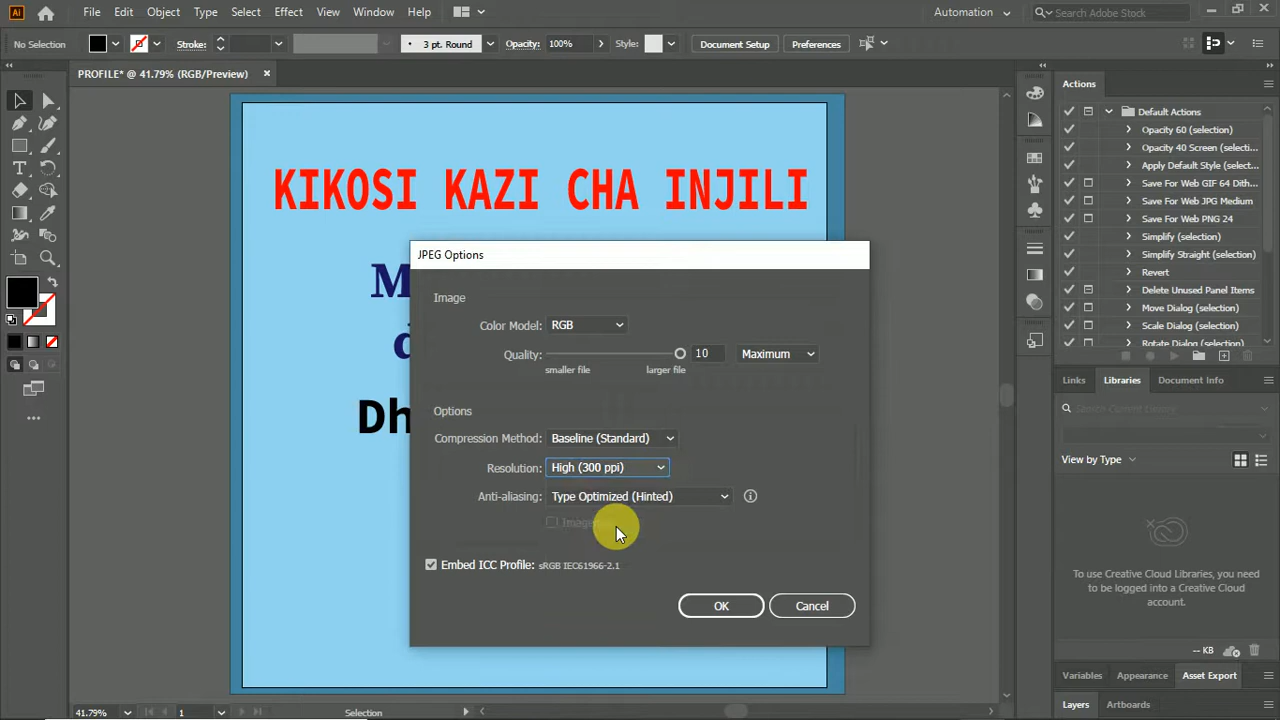 Ai File Edit Object Type Select Effect View Window Help Automation Search Adobe Stock
No Selection Stroke: 3 pt. Round Opacity: 100% Style: Document Setup Preferences
PROFILE* @ 41.79% (RGB/Preview) ×
KIKOSI KAZI CHA INJILI
M
Dh
JPEG Options
Image
Color Model: RGB
Quality: 10 Maximum
smaller file larger file
Options
Compression Method: Baseline (Standard)
Resolution: High (300 ppi)
Anti-aliasing: Type Optimized (Hinted)
Embed ICC Profile: sRGB IEC61966-2.1
OK Cancel
Actions
Default Actions
Opacity 60 (selection)
Opacity 40 Screen (selectio...
Apply Default Style (select...
Save For Web GIF 64 Dith...
Save For Web JPG Medium
Save For Web PNG 24
Simplify (selection)
Simplify Straight (selection)
Revert
Delete Unused Panel Items
Move Dialog (selection)
Scale Dialog (selection)
Rotate Dialog (selection)
Links Libraries Document Info
Search Current Library
View by Type
To use Creative Cloud Libraries, you need
to be logged into a Creative Cloud
account.
-- KB
Variables Appearance Asset Export
Layers Artboards
41.79% 1 Selection